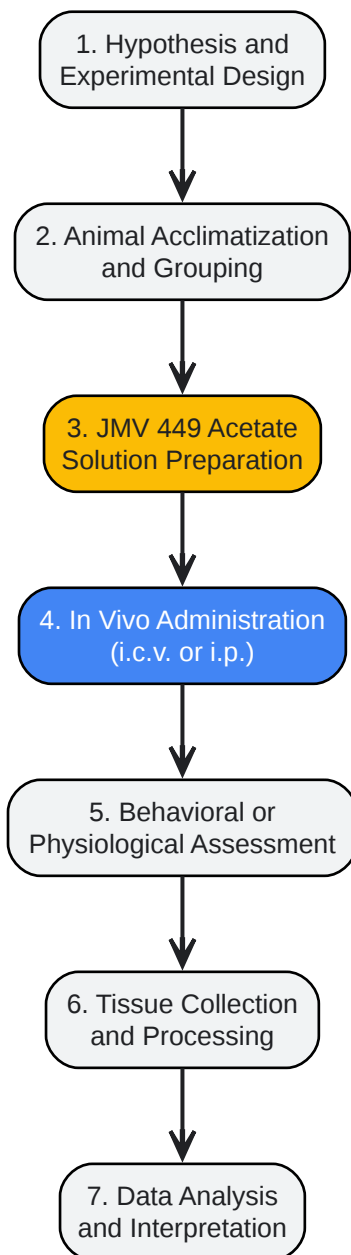 1. Hypothesis and
Experimental Design
2. Animal Acclimatization
and Grouping
3. JMV 449 Acetate
Solution Preparation
4. In Vivo Administration
(i.c.v. or i.p.)
5. Behavioral or
Physiological Assessment
6. Tissue Collection
and Processing
7. Data Analysis
and Interpretation